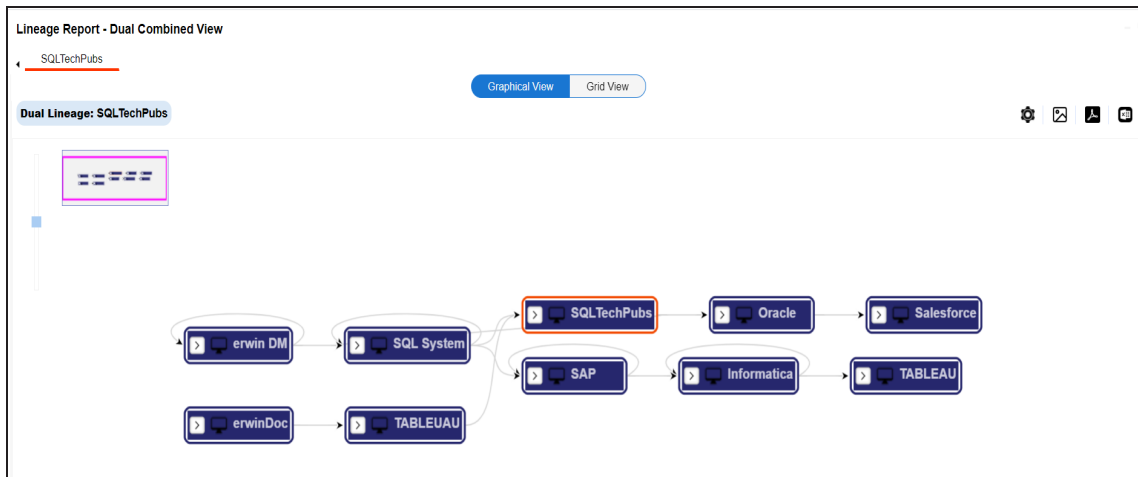 Lineage Report - Dual Combined View
SQLTechPubs
Graphical View Grid View
Dual Lineage: SQLTechPubs
SQLTechPubs Oracle Salesforce
erwin DM SQL System
SAP Informatica TABLEAU
erwinDoc TABLEUAU